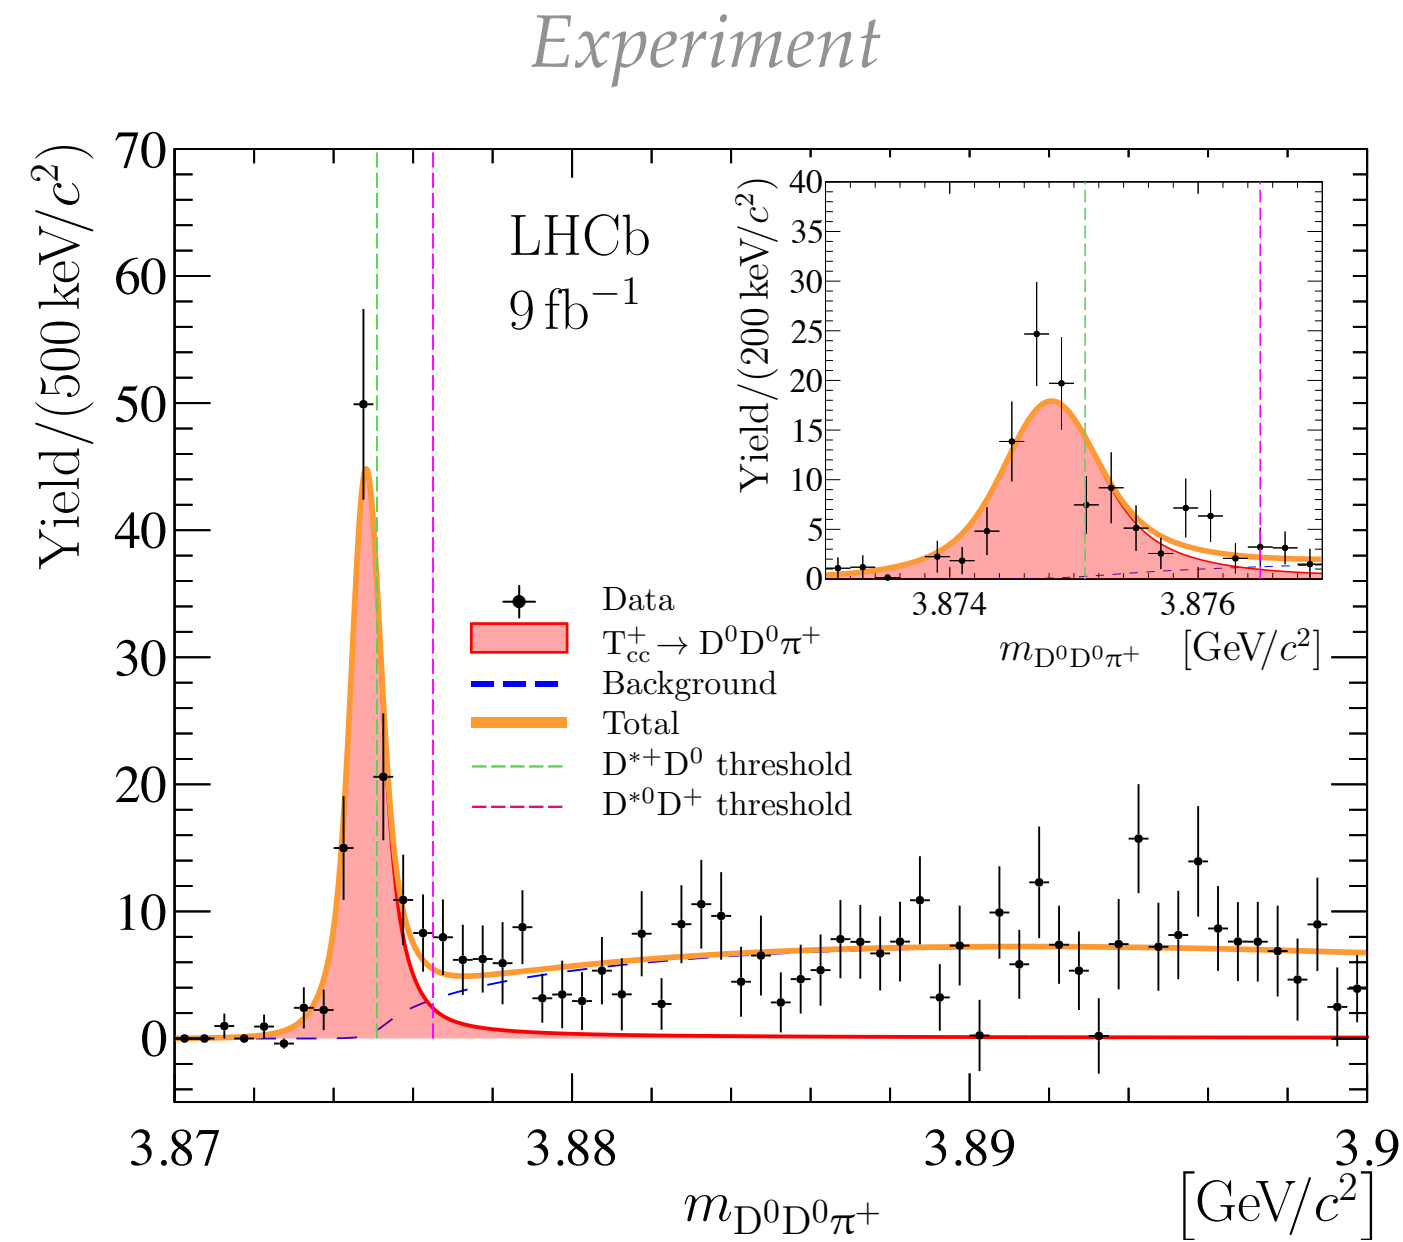 Experiment
Yield/(500 keV/c²)
70
60
50
40
30
20
10
0
LHCb
9 fb⁻¹
Yield/(200 keV/c²)
40
35
30
25
20
15
10
5
0
3.874 3.876
m_D⁰D⁰π⁺ [GeV/c²]
Data
T⁺cc → D⁰D⁰π⁺
Background
Total
D*⁺D⁰ threshold
D*⁰D⁺ threshold
3.87 3.88 3.89 3.9
m_D⁰D⁰π⁺ [GeV/c²]